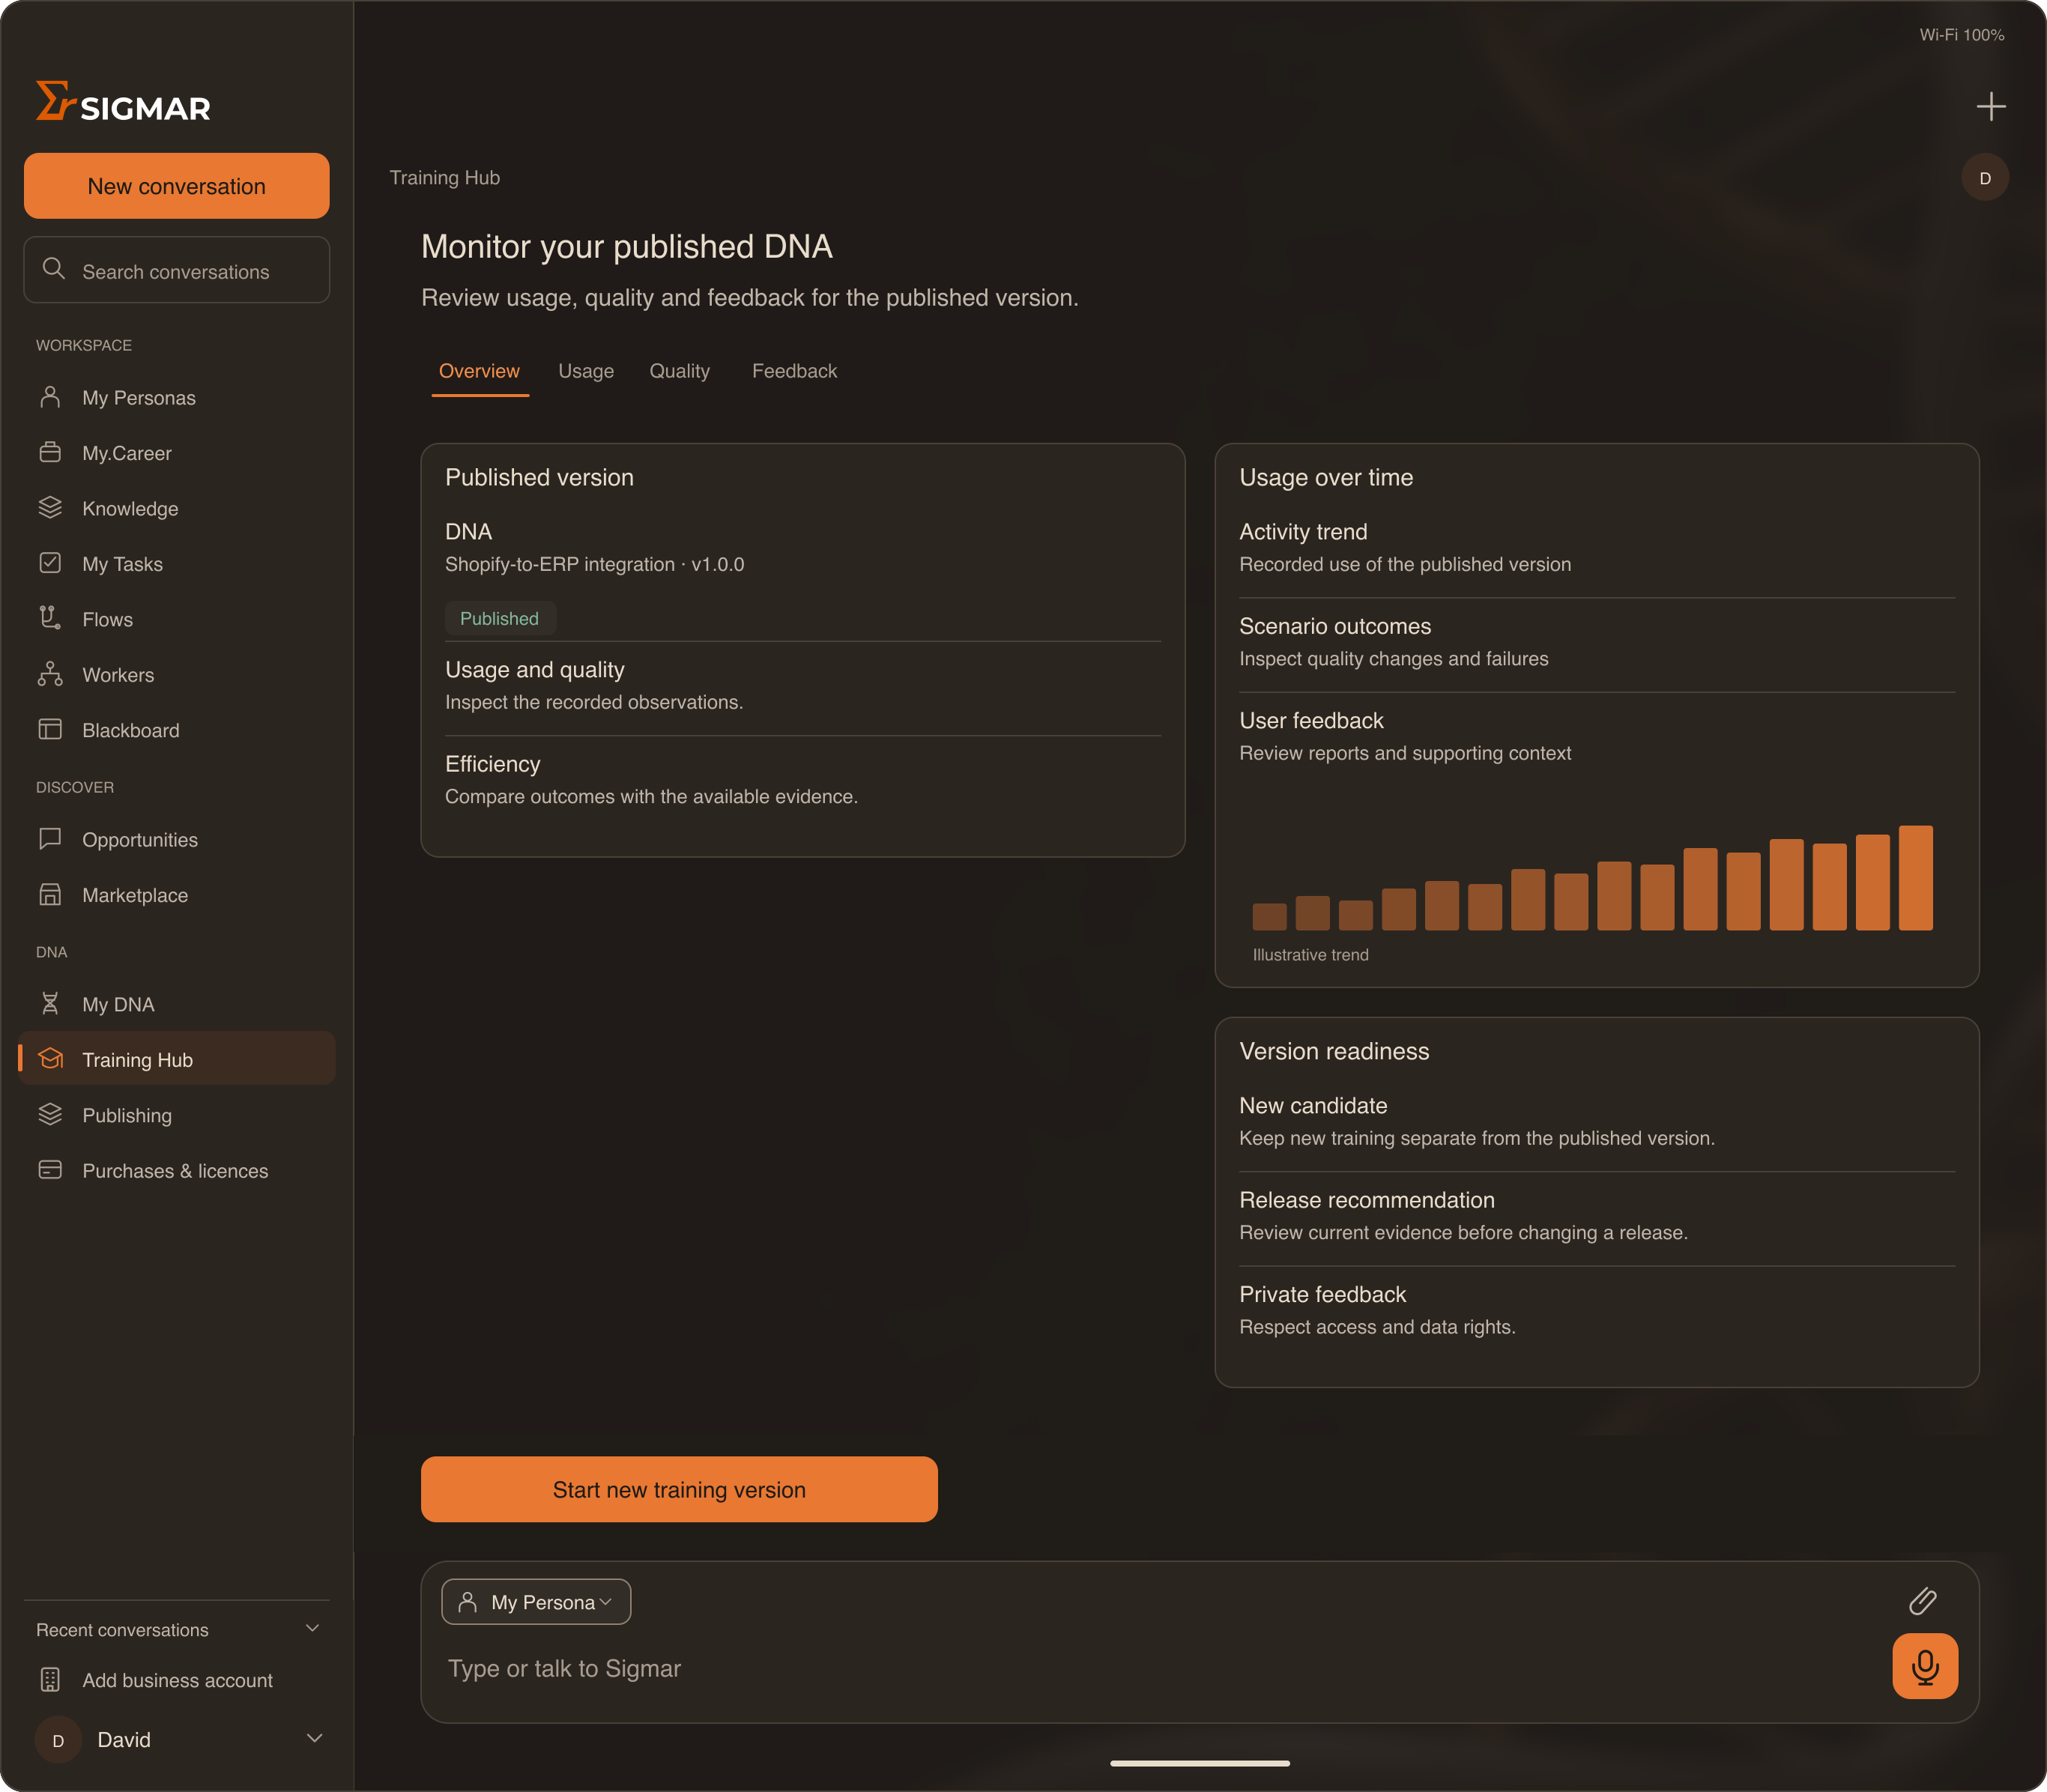 Wi-Fi 100%
Σr SIGMAR
New conversation
Search conversations
WORKSPACE
My Personas
My.Career
Knowledge
My Tasks
Flows
Workers
Blackboard
DISCOVER
Opportunities
Marketplace
DNA
My DNA
Training Hub
Publishing
Purchases & licences
Recent conversations
Add business account
D
David
Training Hub
D
Monitor your published DNA
Review usage, quality and feedback for the published version.
Overview
Usage
Quality
Feedback
Published version
DNA
Shopify-to-ERP integration · v1.0.0
Published
Usage and quality
Inspect the recorded observations.
Efficiency
Compare outcomes with the available evidence.
Usage over time
Activity trend
Recorded use of the published version
Scenario outcomes
Inspect quality changes and failures
User feedback
Review reports and supporting context
Illustrative trend
Version readiness
New candidate
Keep new training separate from the published version.
Release recommendation
Review current evidence before changing a release.
Private feedback
Respect access and data rights.
Start new training version
My Persona
Type or talk to Sigmar